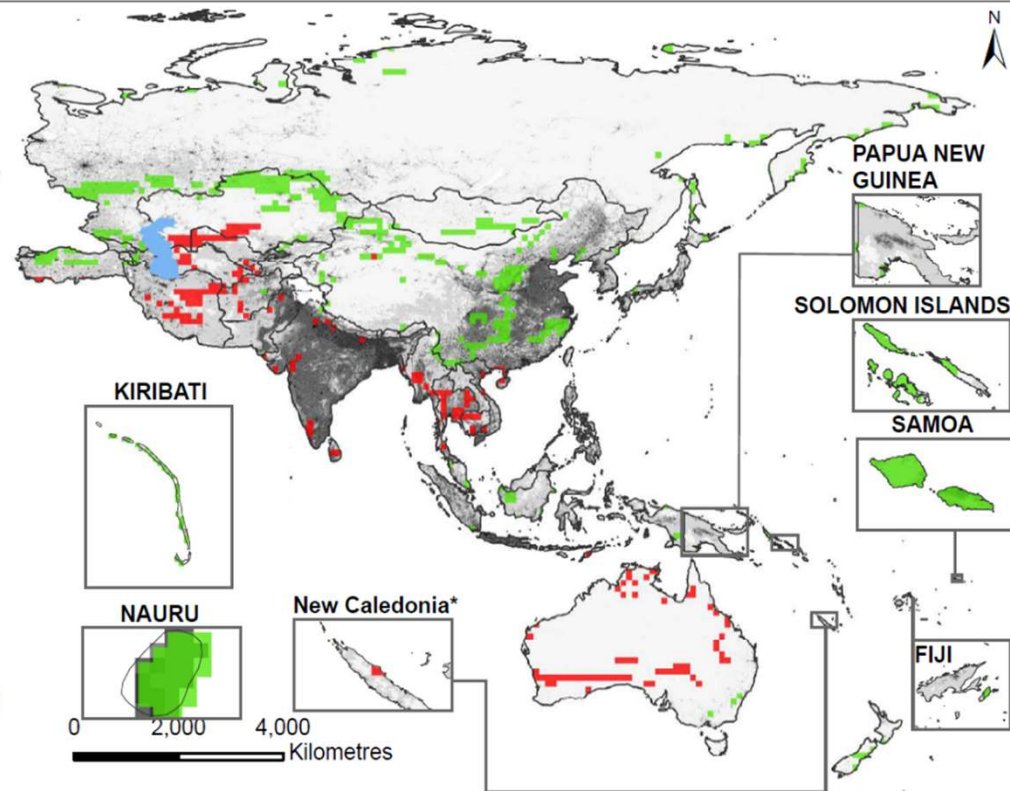 N
PAPUA NEW
GUINEA
SOLOMON ISLANDS
KIRIBATI
SAMOA
NAURU
New Caledonia*
FIJI
0 2,000 4,000
Kilometres